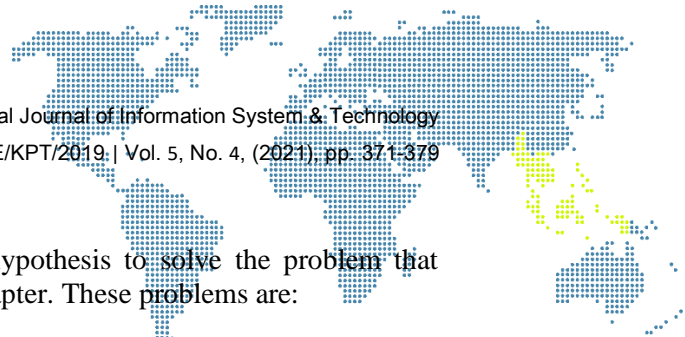 al Journal of Information System & Technology
E/KPT/2019 | Vol. 5, No. 4, (2021), pp. 371-379
ypothesis to solve the problem that
apter. These problems are: